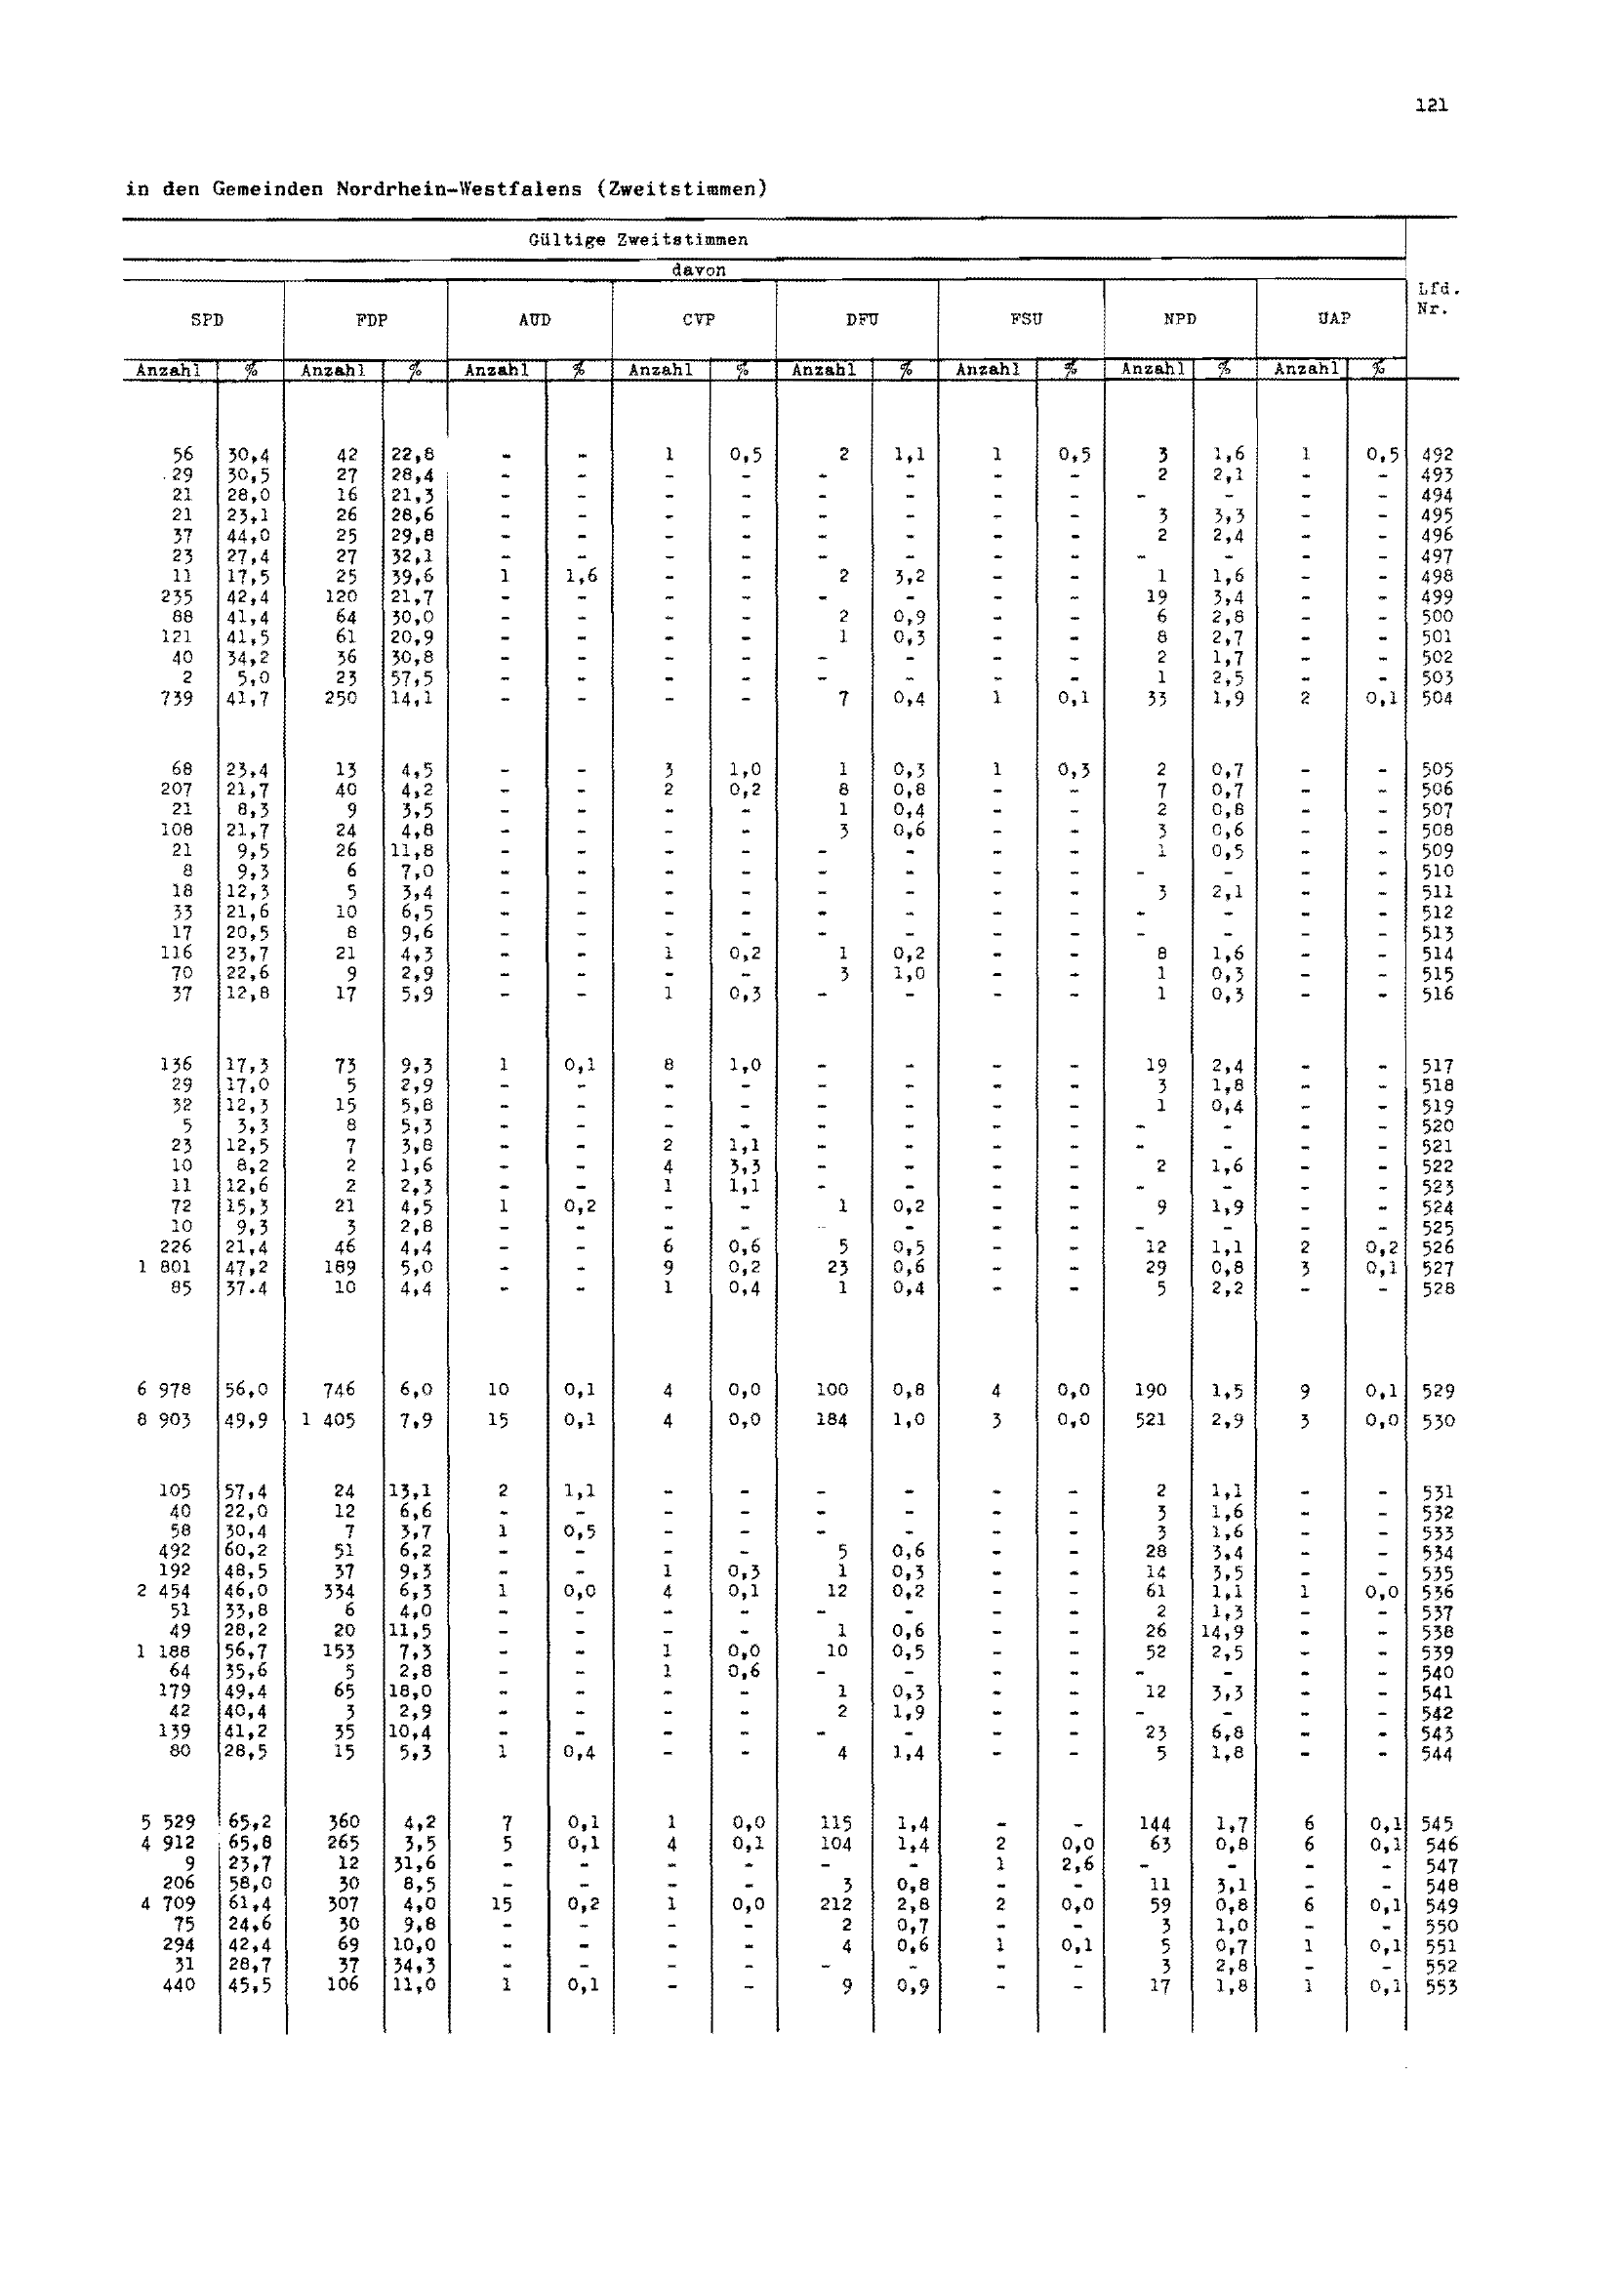 121
in den Gemeinden Nordrhein-Westfalens (Zweitstimmen)
Gültige Zweitstimmen
davon
Lfd. Nr.
SPD FDP AUD CVP DFU FSU NPD UAP
Anzahl % Anzahl % Anzahl % Anzahl % Anzahl % Anzahl % Anzahl % Anzahl %
56 30,4 42 22,8 - - 1 0,5 2 1,1 1 0,5 3 1,6 1 0,5 492
29 30,5 27 28,4 - - - - - - - - 2 2,1 - - 493
21 28,0 16 21,3 - - - - - - - - - - - - 494
21 23,1 26 28,6 - - - - - - - - 3 3,3 - - 495
37 44,0 25 29,8 - - - - - - - - 2 2,4 - - 496
23 27,4 27 32,1 - - - - - - - - - - - - 497
11 17,5 25 39,6 1 1,6 - - 2 3,2 - - 1 1,6 - - 498
235 42,4 120 21,7 - - - - - - - - 19 3,4 - - 499
88 41,4 64 30,0 - - - - 2 0,9 - - 6 2,8 - - 500
121 41,5 61 20,9 - - - - 1 0,3 - - 8 2,7 - - 501
40 34,2 36 30,8 - - - - - - - - 2 1,7 - - 502
2 5,0 23 57,5 - - - - - - - - 1 2,5 - - 503
739 41,7 250 14,1 - - - - 7 0,4 1 0,1 33 1,9 2 0,1 504
68 23,4 13 4,5 - - 3 1,0 1 0,3 1 0,3 2 0,7 - - 505
207 21,7 40 4,2 - - 2 0,2 8 0,8 - - 7 0,7 - - 506
21 8,3 9 3,5 - - - - 1 0,4 - - 2 0,8 - - 507
108 21,7 24 4,8 - - - - 3 0,6 - - 3 0,6 - - 508
21 9,5 26 11,8 - - - - - - - - 1 0,5 - - 509
8 9,3 6 7,0 - - - - - - - - - - - - 510
18 12,3 5 3,4 - - - - - - - - 3 2,1 - - 511
33 21,6 10 6,5 - - - - - - - - - - - - 512
17 20,5 8 9,6 - - - - - - - - - - - - 513
116 23,7 21 4,3 - - 1 0,2 1 0,2 - - 8 1,6 - - 514
70 22,6 9 2,9 - - - - 3 1,0 - - 1 0,3 - - 515
37 12,8 17 5,9 - - 1 0,3 - - - - 1 0,3 - - 516
136 17,3 73 9,3 1 0,1 8 1,0 - - - - 19 2,4 - - 517
29 17,0 5 2,9 - - - - - - - - 3 1,8 - - 518
32 12,3 15 5,8 - - - - - - - - 1 0,4 - - 519
5 3,3 8 5,3 - - - - - - - - - - - - 520
23 12,5 7 3,8 - - 2 1,1 - - - - - - - - 521
10 8,2 2 1,6 - - 4 3,3 - - - - 2 1,6 - - 522
11 12,6 2 2,3 - - 1 1,1 - - - - - - - - 523
72 15,3 21 4,5 1 0,2 - - 1 0,2 - - 9 1,9 - - 524
10 9,3 3 2,8 - - - - - - - - - - - - 525
226 21,4 46 4,4 - - 6 0,6 5 0,5 - - 12 1,1 2 0,2 526
1 801 47,2 189 5,0 - - 9 0,2 23 0,6 - - 29 0,8 3 0,1 527
85 37.4 10 4,4 - - 1 0,4 1 0,4 - - 5 2,2 - - 528
6 978 56,0 746 6,0 10 0,1 4 0,0 100 0,8 4 0,0 190 1,5 9 0,1 529
8 903 49,9 1 405 7,9 15 0,1 4 0,0 184 1,0 3 0,0 521 2,9 3 0,0 530
105 57,4 24 13,1 2 1,1 - - - - - - 2 1,1 - - 531
40 22,0 12 6,6 - - - - - - - - 3 1,6 - - 532
58 30,4 7 3,7 1 0,5 - - - - - - 3 1,6 - - 533
492 60,2 51 6,2 - - - - 5 0,6 - - 28 3,4 - - 534
192 48,5 37 9,3 - - 1 0,3 1 0,3 - - 14 3,5 - - 535
2 454 46,0 334 6,3 1 0,0 4 0,1 12 0,2 - - 61 1,1 1 0,0 536
51 33,8 6 4,0 - - - - - - - - 2 1,3 - - 537
49 28,2 20 11,5 - - - - 1 0,6 - - 26 14,9 - - 538
1 188 56,7 153 7,3 - - 1 0,0 10 0,5 - - 52 2,5 - - 539
64 35,6 5 2,8 - - 1 0,6 - - - - - - - - 540
179 49,4 65 18,0 - - - - 1 0,3 - - 12 3,3 - - 541
42 40,4 3 2,9 - - - - 2 1,9 - - - - - - 542
139 41,2 35 10,4 - - - - - - - - 23 6,8 - - 543
80 28,5 15 5,3 1 0,4 - - 4 1,4 - - 5 1,8 - - 544
5 529 65,2 360 4,2 7 0,1 1 0,0 115 1,4 - - 144 1,7 6 0,1 545
4 912 65,8 265 3,5 5 0,1 4 0,1 104 1,4 2 0,0 63 0,8 6 0,1 546
9 23,7 12 31,6 - - - - - - 1 2,6 - - - - 547
206 58,0 30 8,5 - - - - 3 0,8 - - 11 3,1 - - 548
4 709 61,4 307 4,0 15 0,2 1 0,0 212 2,8 2 0,0 59 0,8 6 0,1 549
75 24,6 30 9,8 - - - - 2 0,7 - - 3 1,0 - - 550
294 42,4 69 10,0 - - - - 4 0,6 1 0,1 5 0,7 1 0,1 551
31 28,7 37 34,3 - - - - - - - - 3 2,8 - - 552
440 45,5 106 11,0 1 0,1 - - 9 0,9 - - 17 1,8 1 0,1 553